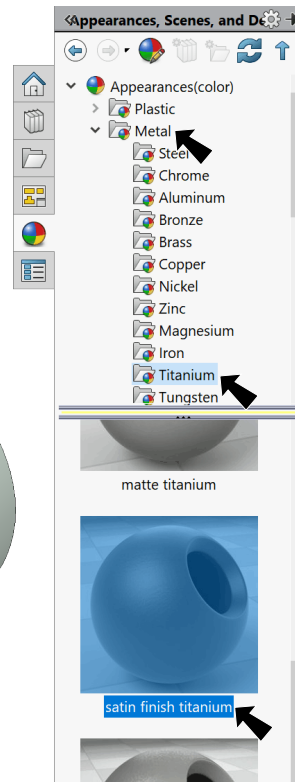 Appearances, Scenes, and De
Appearances(color)
Plastic
Metal
Steel
Chrome
Aluminum
Bronze
Brass
Copper
Nickel
Zinc
Magnesium
Iron
Titanium
Tungsten
matte titanium
satin finish titanium